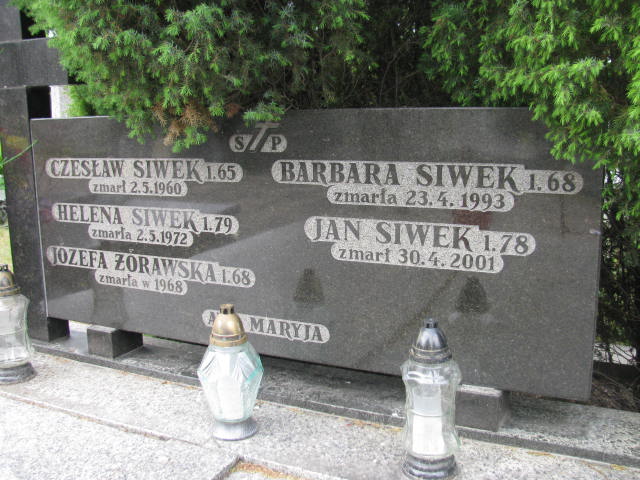 S T P
CZESŁAW SIWEK L.65
zmarł 2.5.1960
HELENA SIWEK L.79
zmarła 2.5.1972
JÓZEFA ŻÓRAWSKA L.68
zmarła w 1968
BARBARA SIWEK L.68
zmarła 23.4.1993
JAN SIWEK L.78
zmarł 30.4.2001
MARYJA